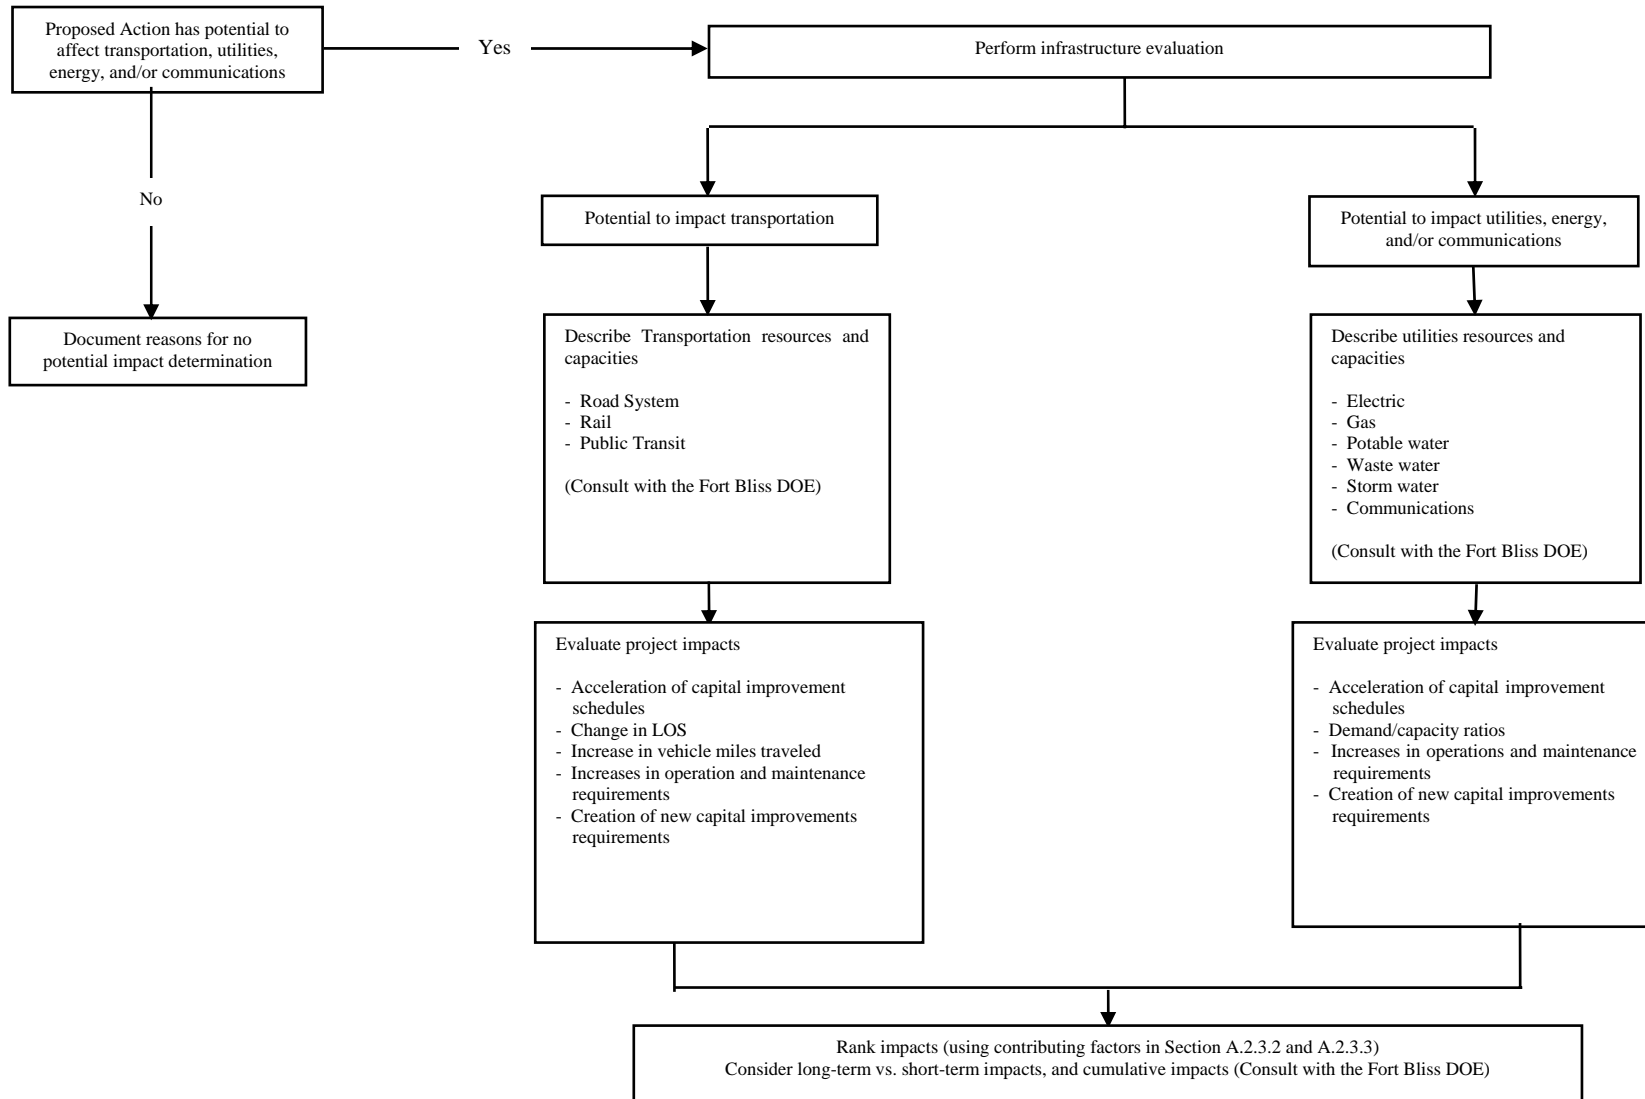 Proposed Action has potential to
affect transportation, utilities,
energy, and/or communications
Yes
Perform infrastructure evaluation
No
Document reasons for no
potential impact determination
Potential to impact transportation
Potential to impact utilities, energy,
and/or communications
Describe Transportation resources and
capacities
- Road System
- Rail
- Public Transit
(Consult with the Fort Bliss DOE)
Describe utilities resources and
capacities
- Electric
- Gas
- Potable water
- Waste water
- Storm water
- Communications
(Consult with the Fort Bliss DOE)
Evaluate project impacts
- Acceleration of capital improvement
schedules
- Change in LOS
- Increase in vehicle miles traveled
- Increases in operation and maintenance
requirements
- Creation of new capital improvements
requirements
Evaluate project impacts
- Acceleration of capital improvement
schedules
- Demand/capacity ratios
- Increases in operations and maintenance
requirements
- Creation of new capital improvements
requirements
Rank impacts (using contributing factors in Section A.2.3.2 and A.2.3.3)
Consider long-term vs. short-term impacts, and cumulative impacts (Consult with the Fort Bliss DOE)